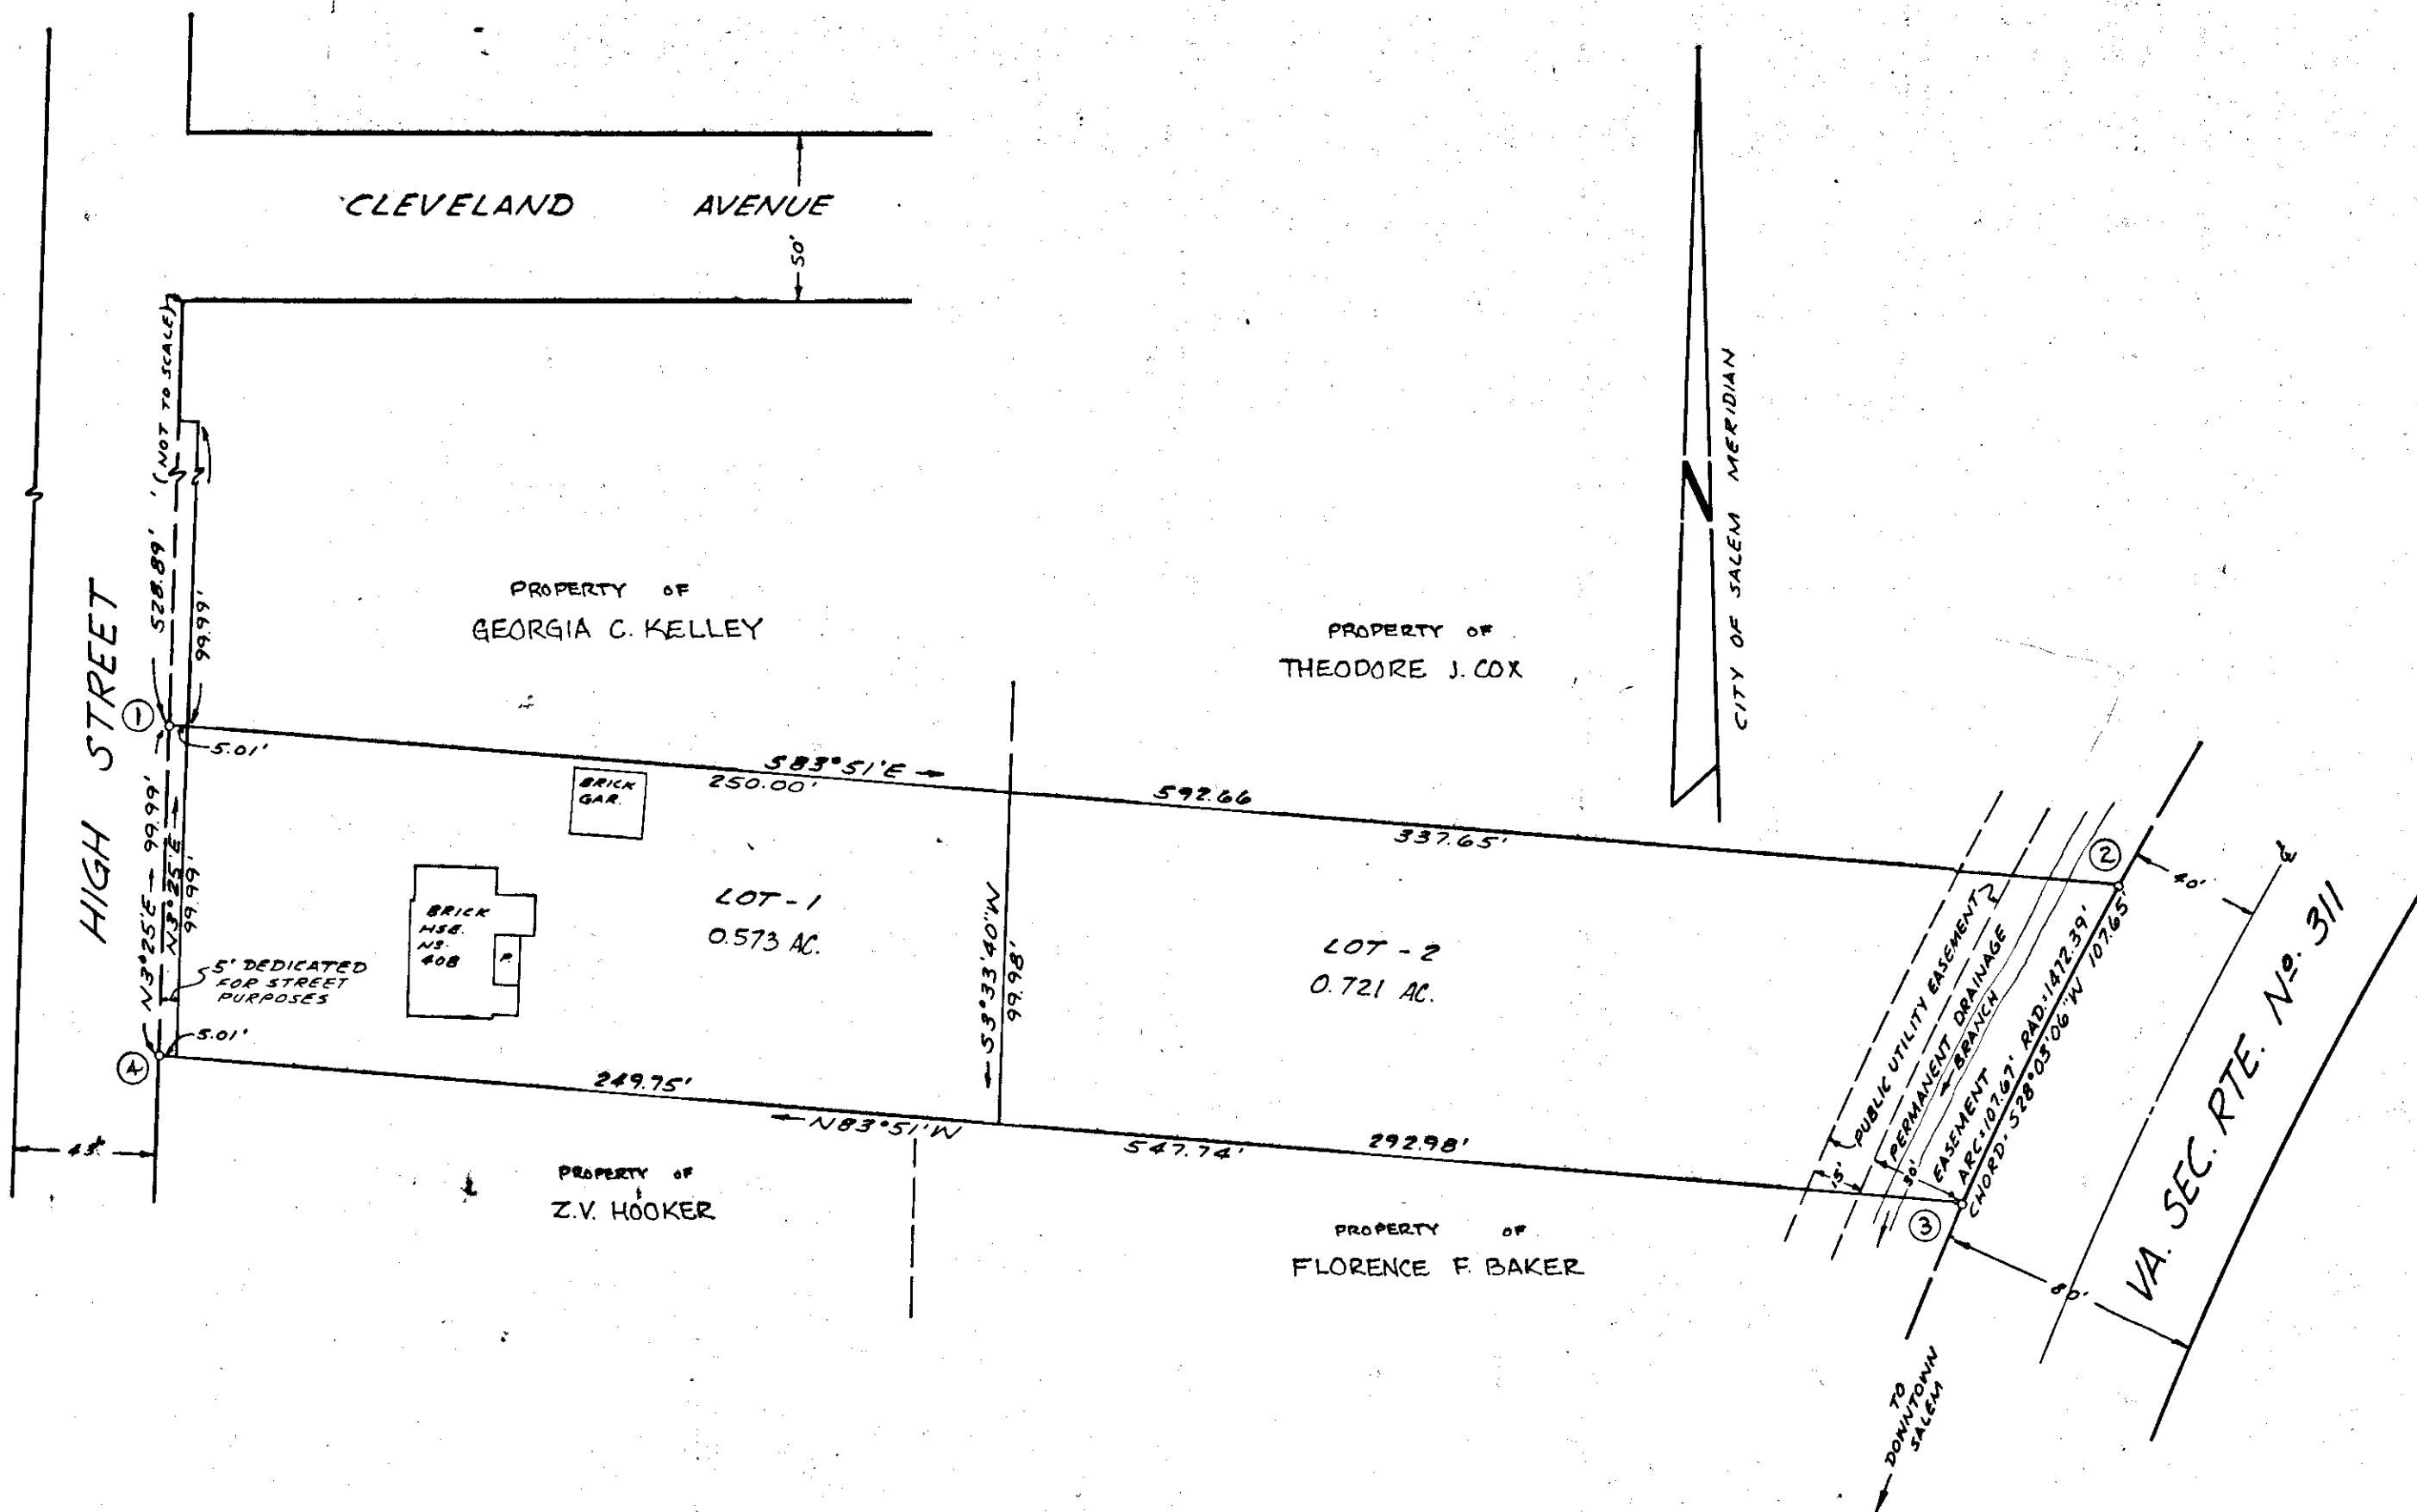 CLEVELAND AVENUE
50'
(NOT TO SCALE)
528.89'
99.99'
HIGH STREET
PROPERTY OF
GEORGIA C. KELLEY
PROPERTY OF
THEODORE J. COX
N
CITY OF SALEM MERIDIAN
1
5.01'
S83°51'E
250.00'
592.66
337.65'
BRICK
GAR.
N3°25'E 99.99'
N3°25'E
99.99'
LOT-1
0.573 AC.
BRICK
HSE.
Nº.
408
P.
S3°33'40"W
99.98'
LOT-2
0.721 AC.
5' DEDICATED
FOR STREET
PURPOSES
5.01'
4
249.75'
N83°51'W
547.74'
292.98'
PUBLIC UTILITY EASEMENT
PERMANENT DRAINAGE
EASEMENT
BRANCH
ARC=107.67' RAD.=1472.39'
CHORD=S28°03'06"W 107.65'
15'
30'
2
3
40'
80'
VA. SEC. RTE. Nº. 311
PROPERTY OF
Z.V. HOOKER
PROPERTY OF
FLORENCE F. BAKER
TO
DOWNTOWN
SALEM